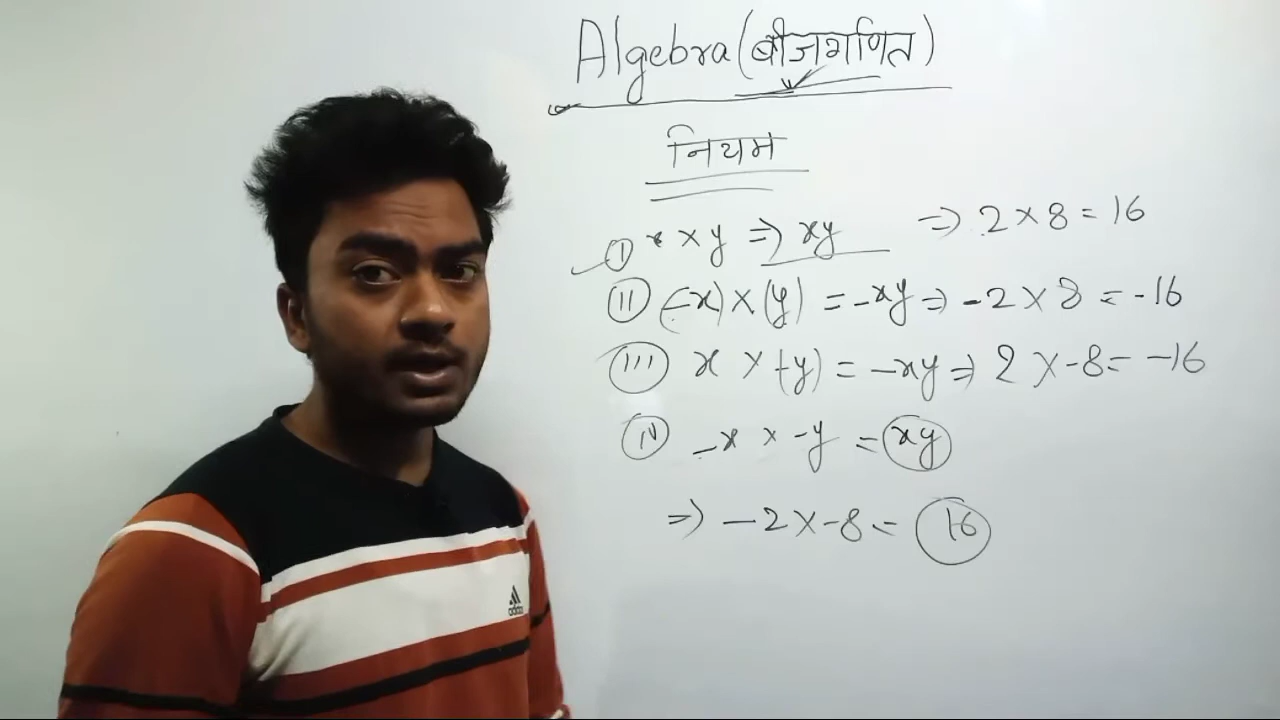 Algebra (बीजगणित)
नियम
(I) x × y ⇒ xy ⇒ 2 × 8 = 16
(II) (-x) × (y) = -xy ⇒ -2 × 8 = -16
(III) x × (-y) = -xy ⇒ 2 × -8 = -16
(IV) -x × -y = xy
⇒ -2 × -8 = 16
adidas